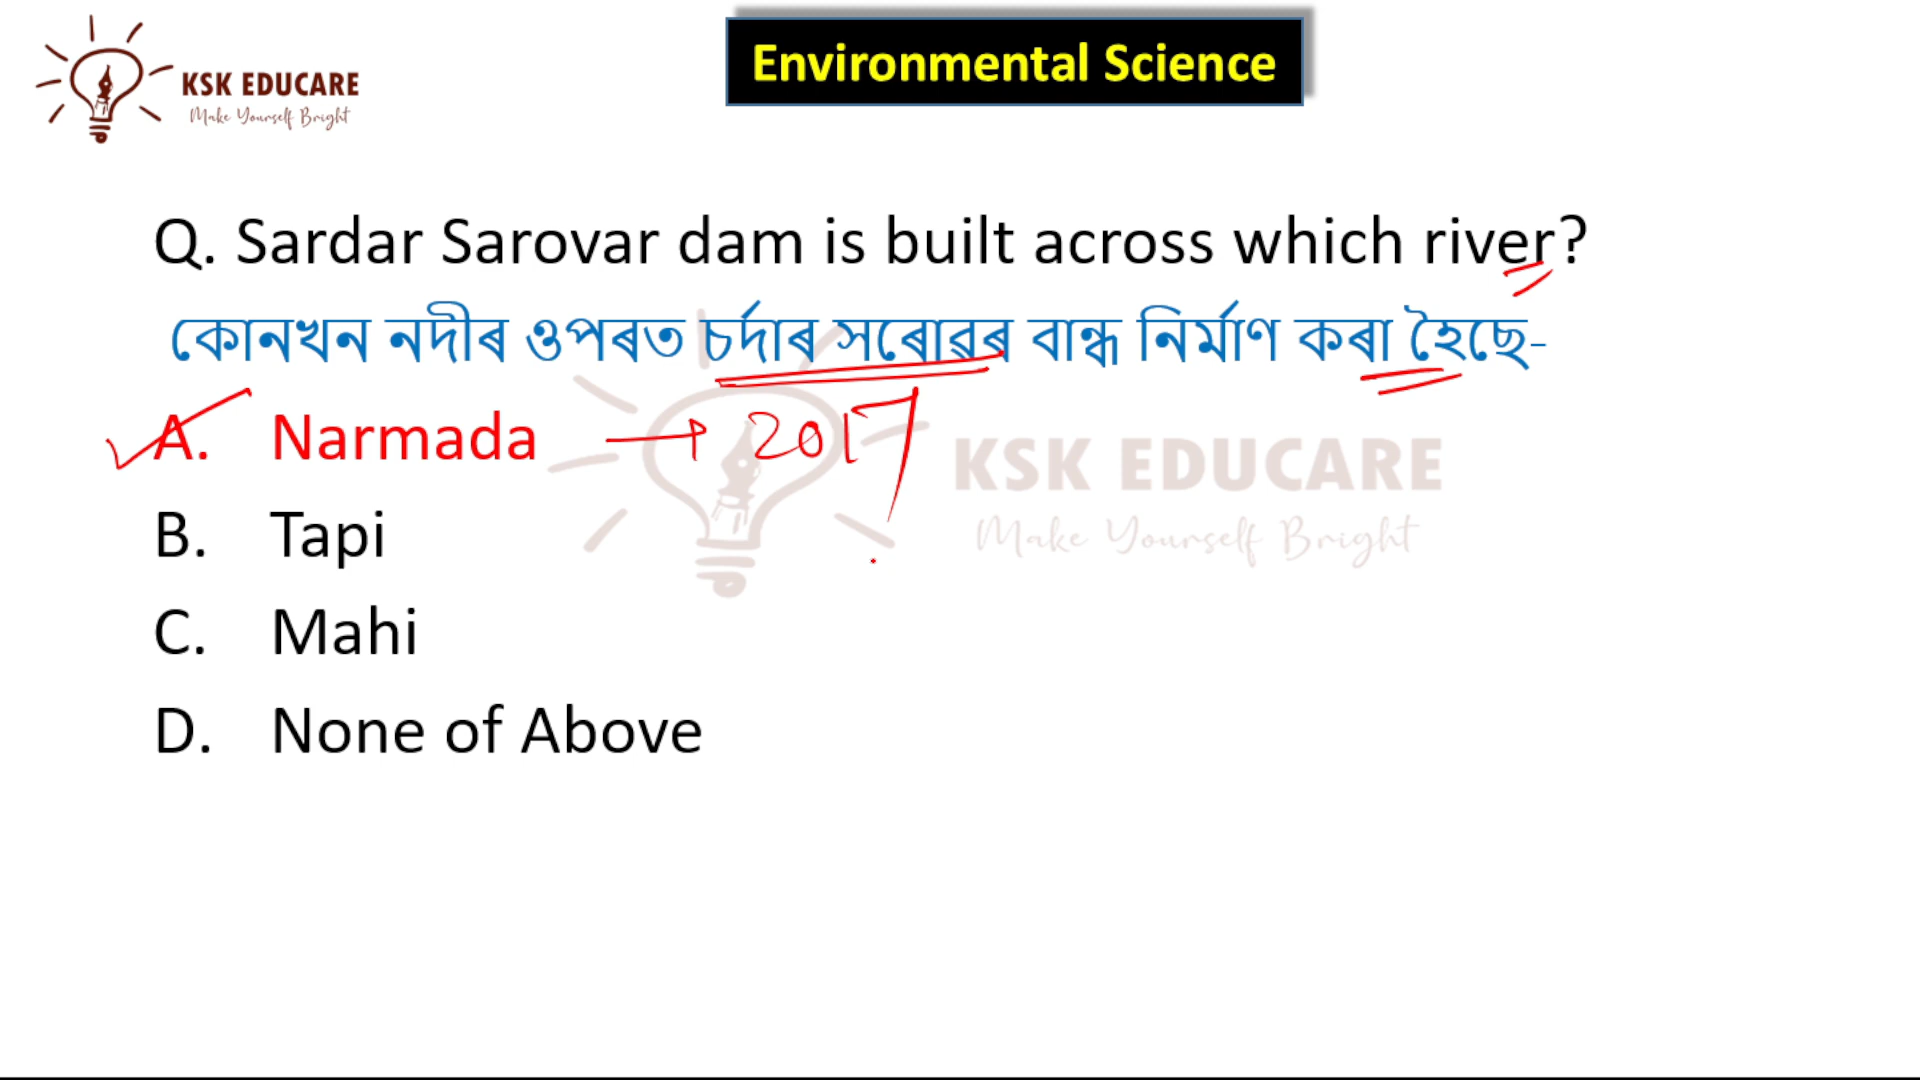 KSK EDUCARE
Make Yourself Bright
Environmental Science
Q. Sardar Sarovar dam is built across which river?
কোনখন নদীৰ ওপৰত চৰ্দাৰ সৰোৱৰ বান্ধ নিৰ্মাণ কৰা হৈছে-
A. Narmada → 2017
B. Tapi
C. Mahi
D. None of Above
KSK EDUCARE
Make Yourself Bright